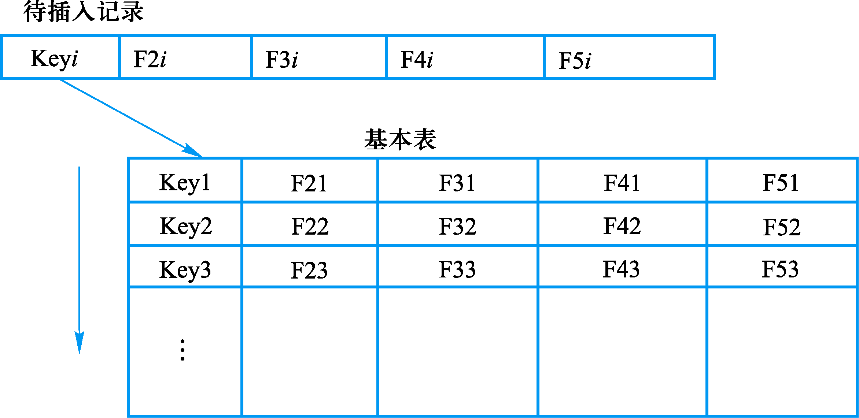 待插入记录
Keyi F2i F3i F4i F5i
基本表
Key1 F21 F31 F41 F51
Key2 F22 F32 F42 F52
Key3 F23 F33 F43 F53
⋮